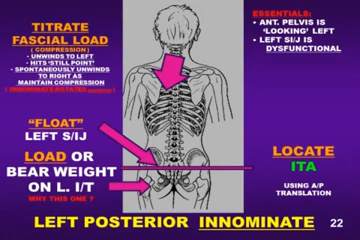 TITRATE
FASCIAL LOAD
( COMPRESSION )
- UNWINDS TO LEFT
- HITS 'STILL POINT'
- SPONTANEOUSLY UNWINDS
TO RIGHT AS
MAINTAIN COMPRESSION
( INNOMINATE ROTATES
"FLOAT"
LEFT S/IJ
LOAD OR
BEAR WEIGHT
ON L. I/T
WHY THIS ONE ?
ESSENTIALS:
• ANT. PELVIS IS
'LOOKING' LEFT
• LEFT SI/J IS
DYSFUNCTIONAL
LOCATE
ITA
USING A/P
TRANSLATION
LEFT POSTERIOR INNOMINATE
22